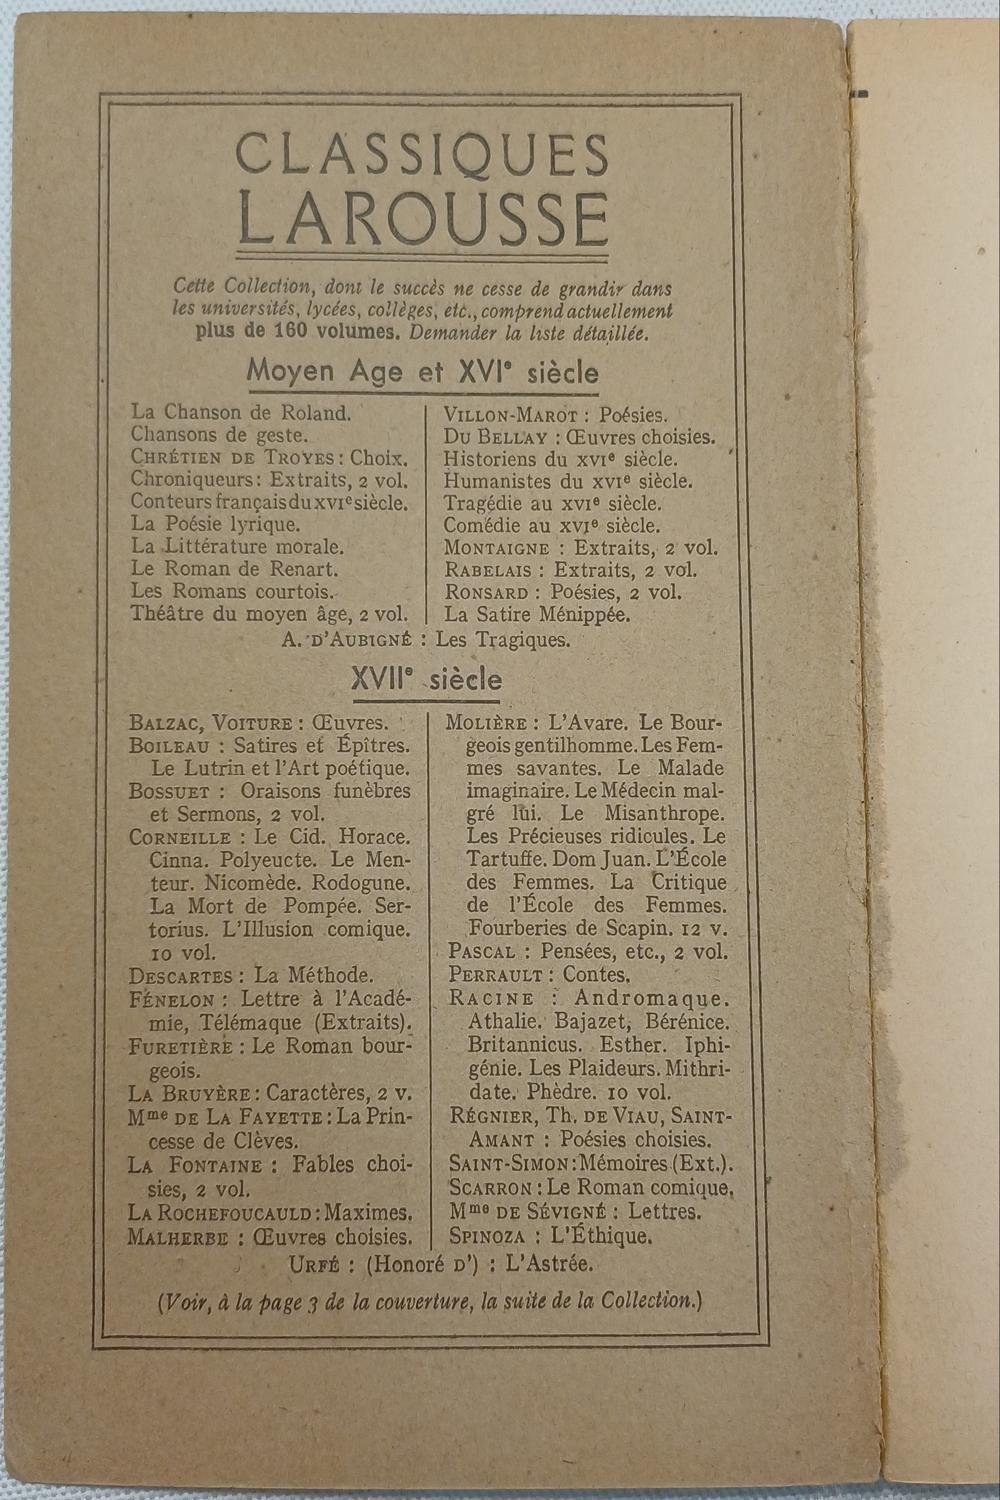 CLASSIQUES
LAROUSSE
Cette Collection, dont le succès ne cesse de grandir dans
les universités, lycées, collèges, etc., comprend actuellement
plus de 160 volumes. Demander la liste détaillée.
Moyen Age et XVIe siècle
La Chanson de Roland.
Chansons de geste.
CHRÉTIEN DE TROYES : Choix.
Chroniqueurs : Extraits, 2 vol.
Conteurs français du XVIe siècle.
La Poésie lyrique.
La Littérature morale.
Le Roman de Renart.
Les Romans courtois.
Théâtre du moyen âge, 2 vol.
VILLON-MAROT : Poésies.
DU BELLAY : Œuvres choisies.
Historiens du XVIe siècle.
Humanistes du XVIe siècle.
Tragédie au XVIe siècle.
Comédie au XVIe siècle.
MONTAIGNE : Extraits, 2 vol.
RABELAIS : Extraits, 2 vol.
RONSARD : Poésies, 2 vol.
La Satire Ménippée.
A. D'AUBIGNÉ : Les Tragiques.
XVIIe siècle
BALZAC, VOITURE : Œuvres.
BOILEAU : Satires et Épîtres.
Le Lutrin et l'Art poétique.
BOSSUET : Oraisons funèbres
et Sermons, 2 vol.
CORNEILLE : Le Cid. Horace.
Cinna. Polyeucte. Le Men-
teur. Nicomède. Rodogune.
La Mort de Pompée. Ser-
torius. L'Illusion comique.
10 vol.
DESCARTES : La Méthode.
FÉNELON : Lettre à l'Acadé-
mie, Télémaque (Extraits).
FURETIÈRE : Le Roman bour-
geois.
LA BRUYÈRE : Caractères, 2 v.
Mme DE LA FAYETTE : La Prin-
cesse de Clèves.
LA FONTAINE : Fables choi-
sies, 2 vol.
LA ROCHEFOUCAULD : Maximes.
MALHERBE : Œuvres choisies.
MOLIÈRE : L'Avare. Le Bour-
geois gentilhomme. Les Fem-
mes savantes. Le Malade
imaginaire. Le Médecin mal-
gré lui. Le Misanthrope.
Les Précieuses ridicules. Le
Tartuffe. Dom Juan. L'École
des Femmes. La Critique
de l'École des Femmes.
Fourberies de Scapin. 12 v.
PASCAL : Pensées, etc., 2 vol.
PERRAULT : Contes.
RACINE : Andromaque.
Athalie. Bajazet, Bérénice.
Britannicus. Esther. Iphi-
génie. Les Plaideurs. Mithri-
date. Phèdre. 10 vol.
RÉGNIER, Th. DE VIAU, SAINT-
AMANT : Poésies choisies.
SAINT-SIMON : Mémoires (Ext.).
SCARRON : Le Roman comique.
Mme DE SÉVIGNÉ : Lettres.
SPINOZA : L'Éthique.
URFÉ : (Honoré D') : L'Astrée.
(Voir, à la page 3 de la couverture, la suite de la Collection.)